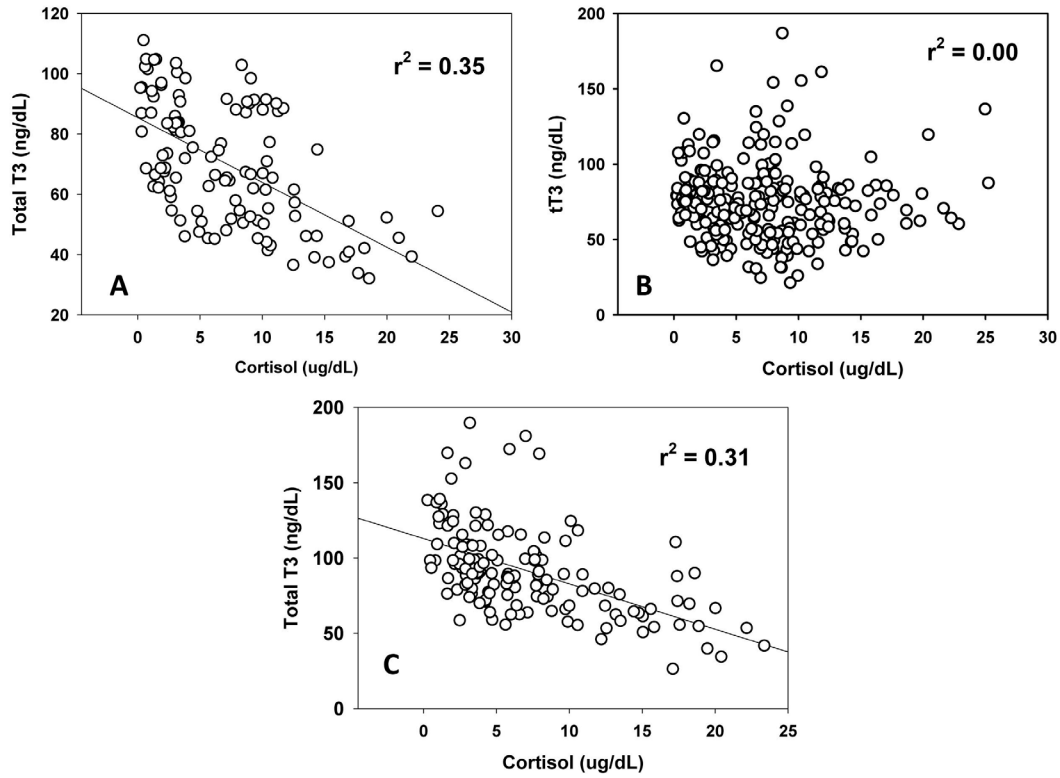 120
100
80
60
40
20
Total T3 (ng/dL)
r² = 0.35
A
0 5 10 15 20 25 30
Cortisol (ug/dL)
200
150
100
50
0
tT3 (ng/dL)
r² = 0.00
B
0 5 10 15 20 25 30
Cortisol (ug/dL)
200
150
100
50
0
Total T3 (ng/dL)
r² = 0.31
C
0 5 10 15 20 25
Cortisol (ug/dL)